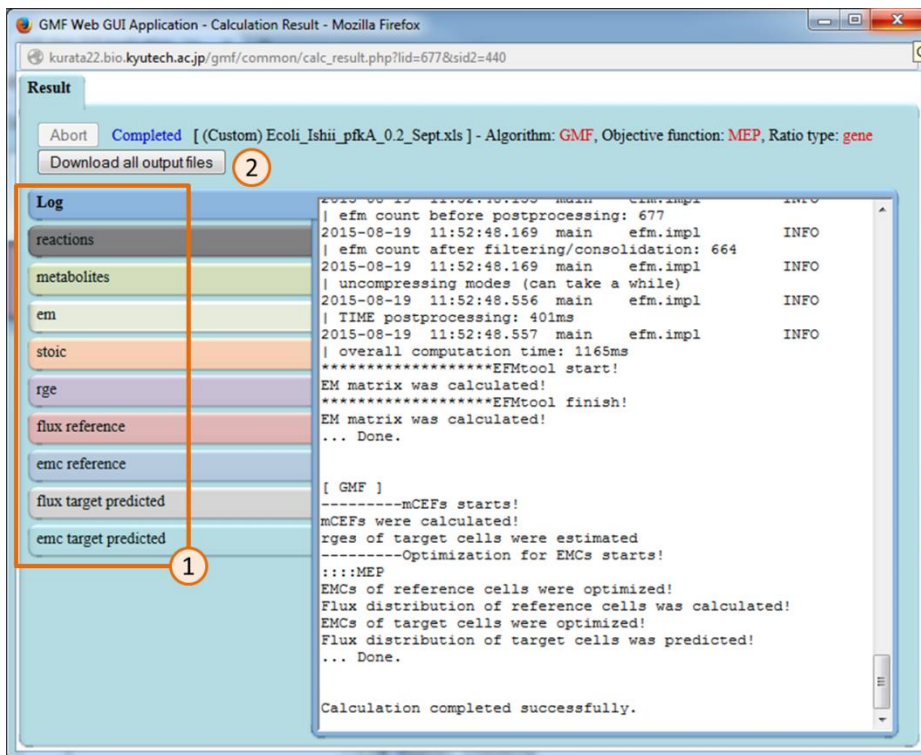 GMF Web GUI Application - Calculation Result - Mozilla Firefox
kurata22.bio.kyutech.ac.jp/gmf/common/calc_result.php?lid=677&sid2=440
Result
Abort Completed [ (Custom) Ecoli_Ishii_pfkA_0.2_Sept.xls ] - Algorithm: GMF, Objective function: MEP, Ratio type: gene
Download all output files
2
Log
reactions
metabolites
em
stoic
rge
flux reference
emc reference
flux target predicted
emc target predicted
1
| efm count before postprocessing: 677
2015-08-19 11:52:48.169 main efm.impl INFO
| efm count after filtering/consolidation: 664
2015-08-19 11:52:48.169 main efm.impl INFO
| uncompressing modes (can take a while)
2015-08-19 11:52:48.556 main efm.impl INFO
| TIME postprocessing: 401ms
2015-08-19 11:52:48.557 main efm.impl INFO
| overall computation time: 1165ms
*******************EFMtool start!
EM matrix was calculated!
*******************EFMtool finish!
EM matrix was calculated!
... Done.
[ GMF ]
---------mCEFs starts!
mCEFs were calculated!
rges of target cells were estimated
---------Optimization for EMCs starts!
::::MEP
EMCs of reference cells were optimized!
Flux distribution of reference cells was calculated!
EMCs of target cells were optimized!
Flux distribution of target cells was predicted!
... Done.
Calculation completed successfully.